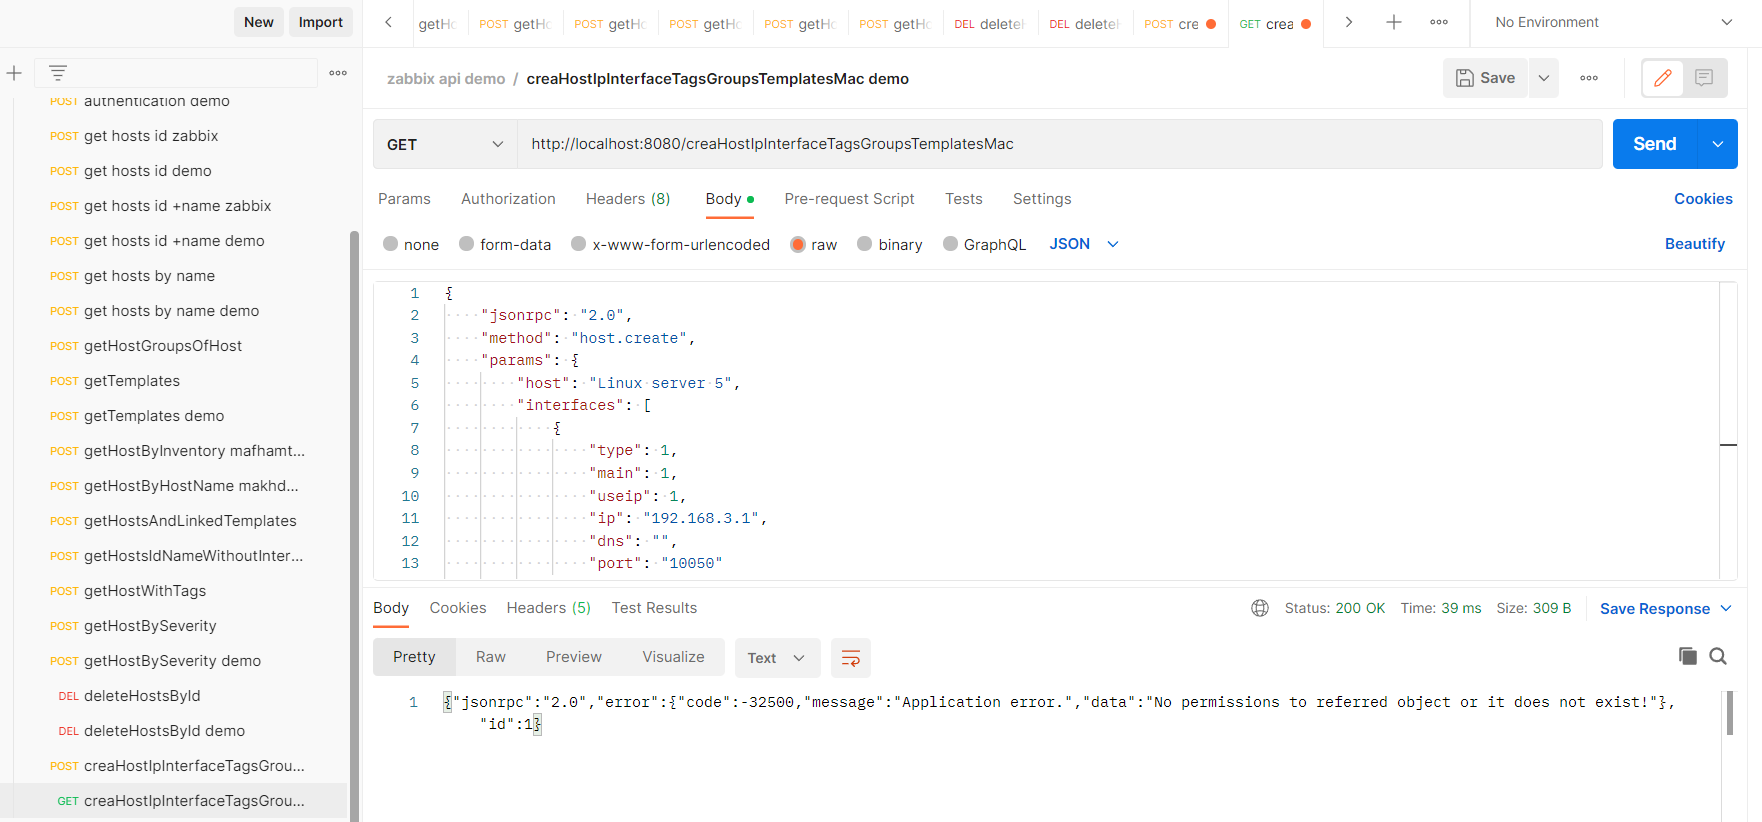 New
Import
getHo
POST getHo
POST getHo
POST getHo
POST getHo
POST getHo
DEL deleteH
DEL delete
POST cre
GET crea
No Environment
zabbix api demo / creaHostIpInterfaceTagsGroupsTemplatesMac demo
Save
GET
http://localhost:8080/creaHostIpInterfaceTagsGroupsTemplatesMac
Send
Params
Authorization
Headers (8)
Body
Pre-request Script
Tests
Settings
Cookies
none
form-data
x-www-form-urlencoded
raw
binary
GraphQL
JSON
Beautify
POST authentication demo
POST get hosts id zabbix
POST get hosts id demo
POST get hosts id +name zabbix
POST get hosts id +name demo
POST get hosts by name
POST get hosts by name demo
POST getHostGroupsOfHost
POST getTemplates
POST getTemplates demo
POST getHostByInventory mafhamt...
POST getHostByHostName makhd...
POST getHostsAndLinkedTemplates
POST getHostsIdNameWithoutInter...
POST getHostWithTags
POST getHostBySeverity
POST getHostBySeverity demo
DEL deleteHostsById
DEL deleteHostsById demo
POST creaHostIpInterfaceTagsGrou...
GET creaHostIpInterfaceTagsGrou...
1 {
2 "jsonrpc": "2.0",
3 "method": "host.create",
4 "params": {
5 "host": "Linux server 5",
6 "interfaces": [
7 {
8 "type": 1,
9 "main": 1,
10 "useip": 1,
11 "ip": "192.168.3.1",
12 "dns": "",
13 "port": "10050"
Body
Cookies
Headers (5)
Test Results
Status: 200 OK
Time: 39 ms
Size: 309 B
Save Response
Pretty
Raw
Preview
Visualize
Text
1 {"jsonrpc":"2.0","error":{"code":-32500,"message":"Application error.","data":"No permissions to referred object or it does not exist!"},
"id":1}